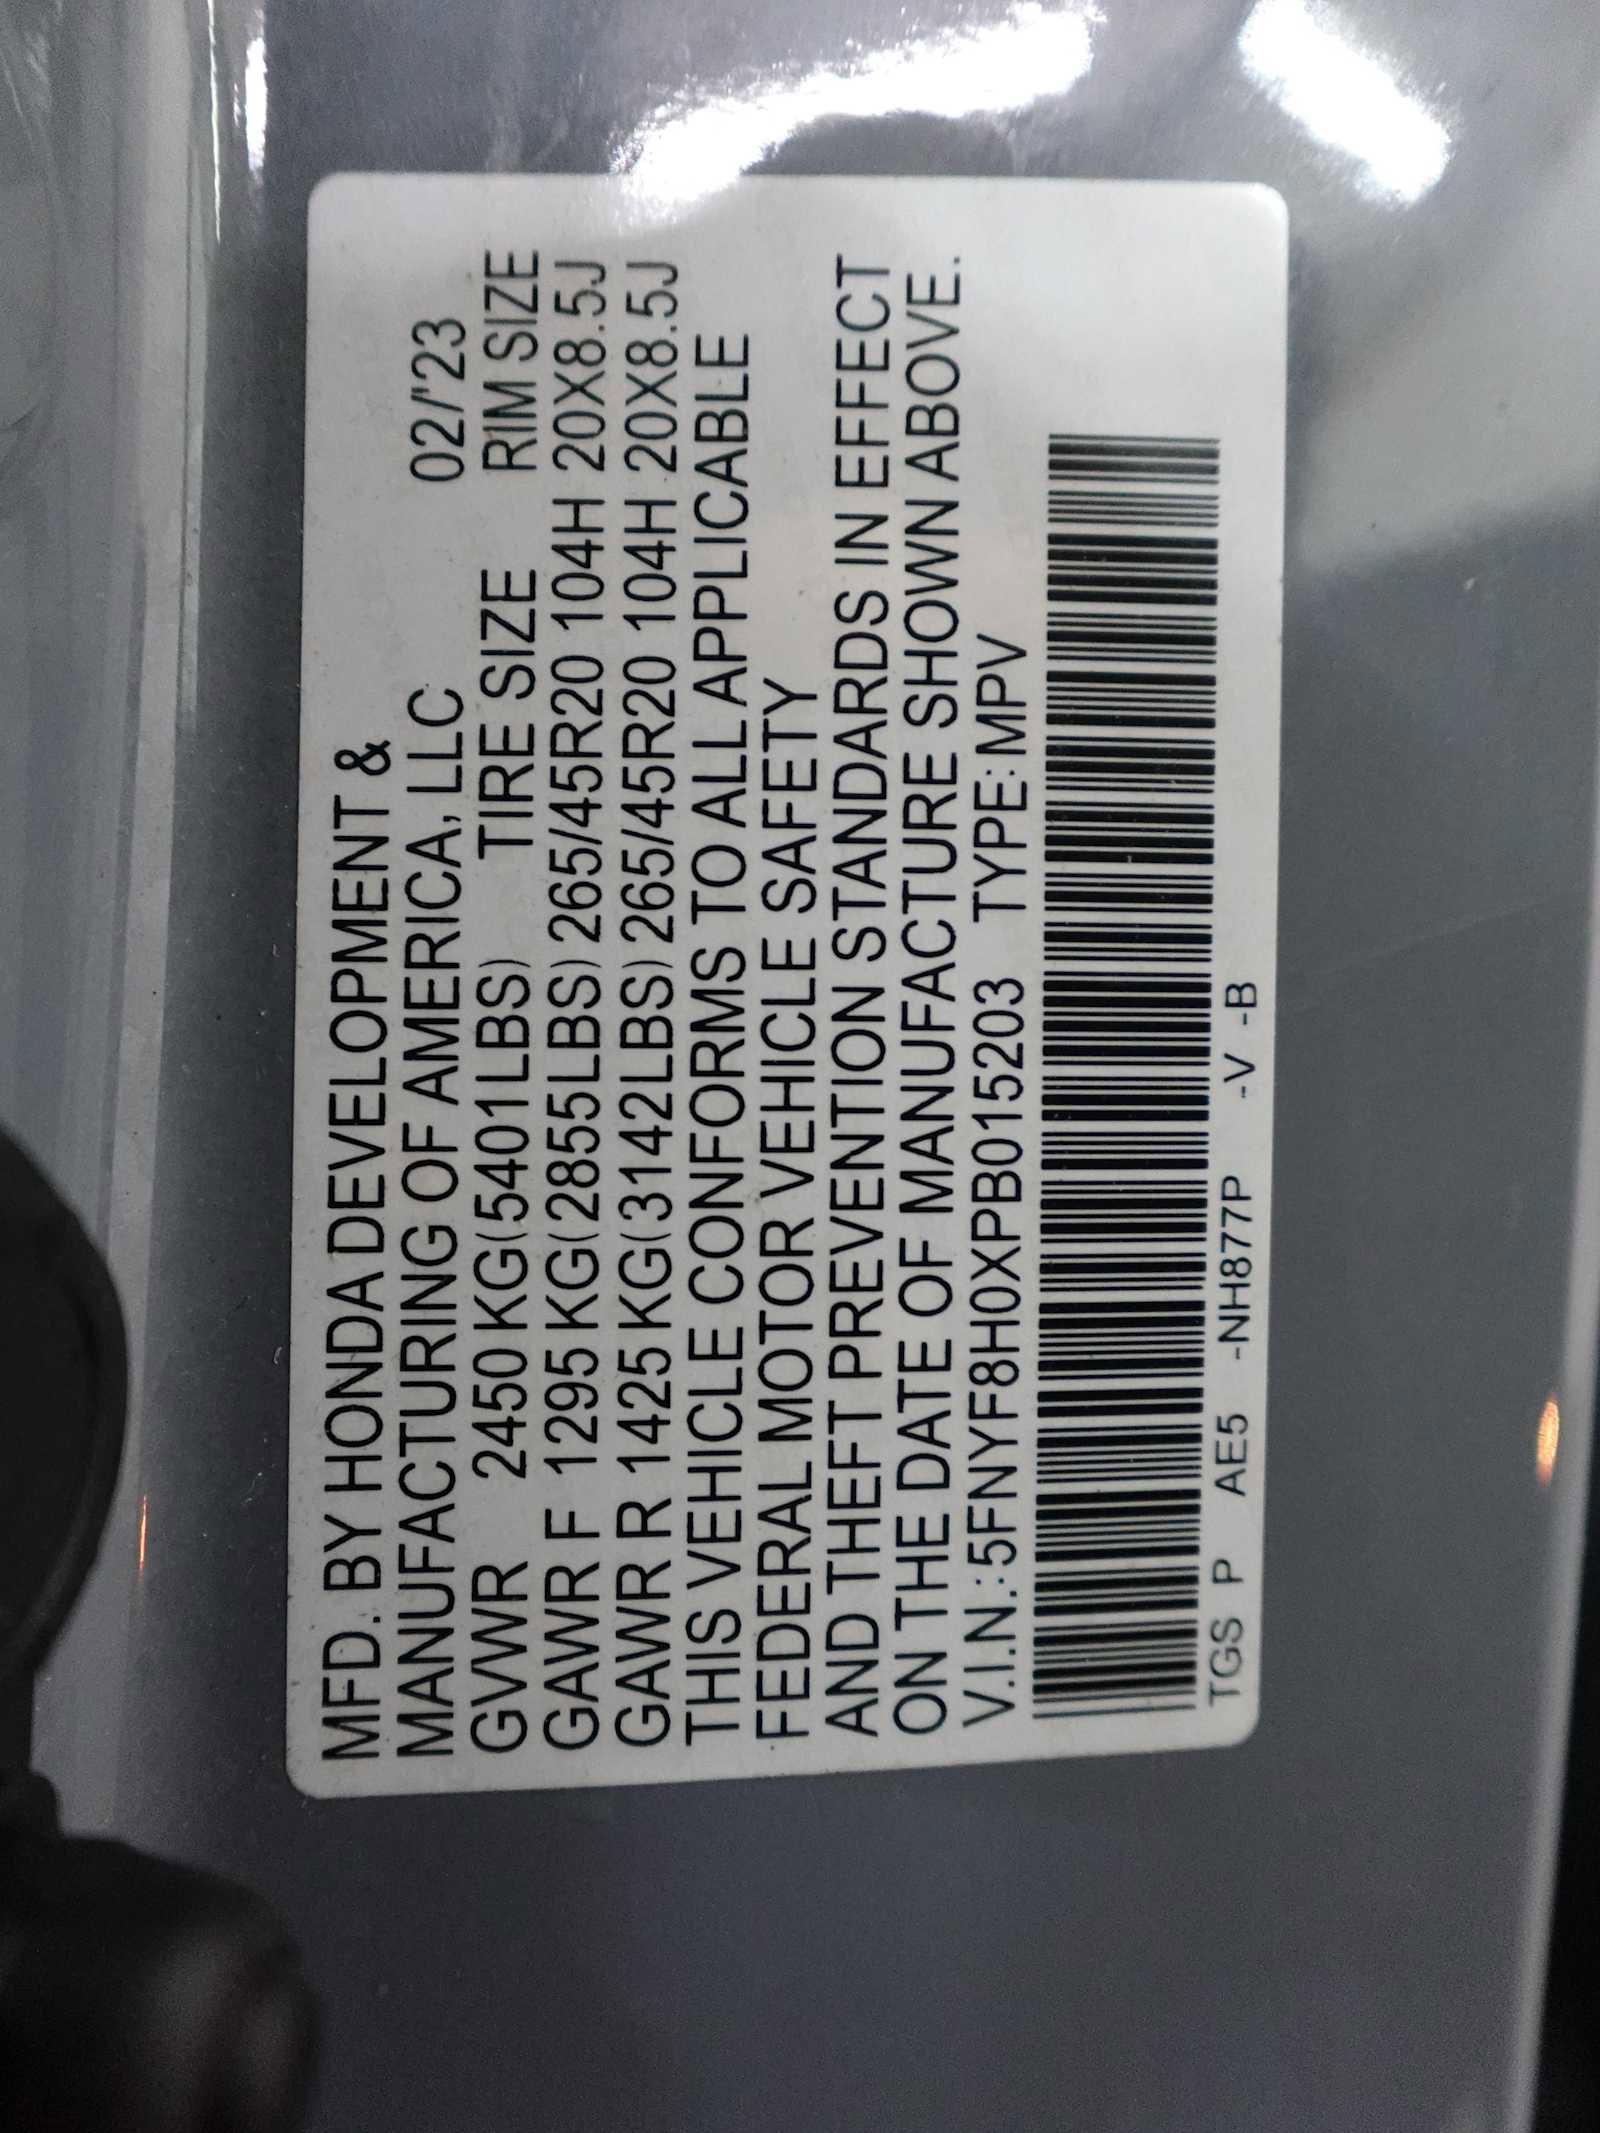 MFD. BY HONDA DEVELOPMENT &
MANUFACTURING OF AMERICA, LLC 02/'23
GVWR 2450 KG(5401LBS) TIRE SIZE RIM SIZE
GAWR F 1295 KG(2855LBS) 265/45R20 104H 20X8.5J
GAWR R 1425 KG(3142LBS) 265/45R20 104H 20X8.5J
THIS VEHICLE CONFORMS TO ALL APPLICABLE
FEDERAL MOTOR VEHICLE SAFETY
AND THEFT PREVENTION STANDARDS IN EFFECT
ON THE DATE OF MANUFACTURE SHOWN ABOVE.
V.I.N.:5FNYF8H0XPB015203 TYPE:MPV
TGS P AE5 -NH877P -V -B